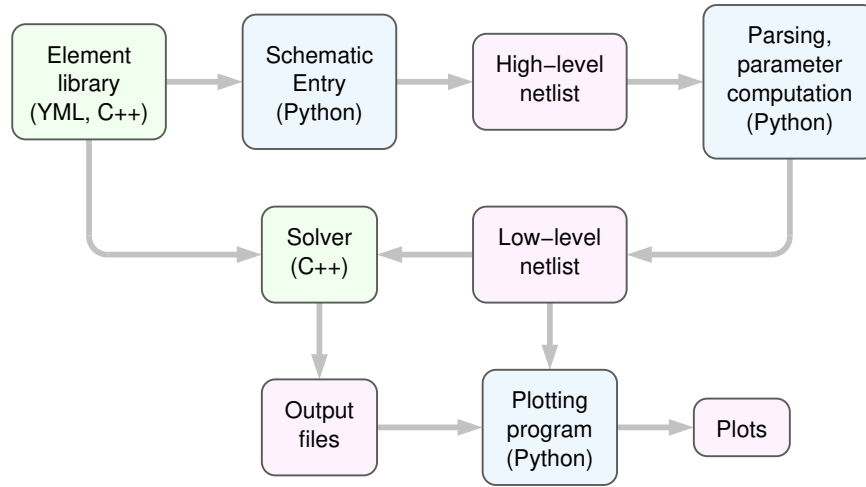 Element
library
(YML, C++)
Schematic
Entry
(Python)
High−level
netlist
Parsing,
parameter
computation
(Python)
Solver
(C++)
Low−level
netlist
Output
files
Plotting
program
(Python)
Plots